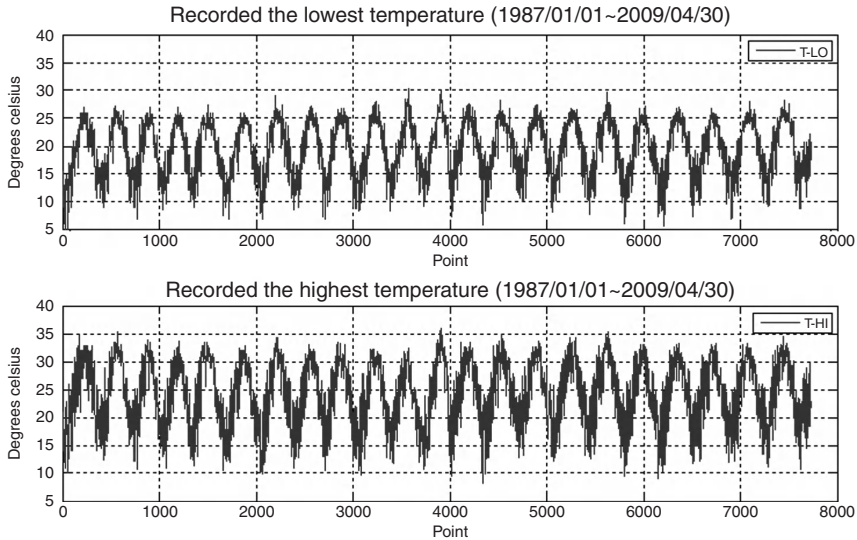 Recorded the lowest temperature (1987/01/01~2009/04/30)
40
35
30
25
20
15
10
5
Degrees celsius
T-LO
0 1000 2000 3000 4000 5000 6000 7000 8000
Point
Recorded the highest temperature (1987/01/01~2009/04/30)
40
35
30
25
20
15
10
5
Degrees celsius
T-HI
0 1000 2000 3000 4000 5000 6000 7000 8000
Point